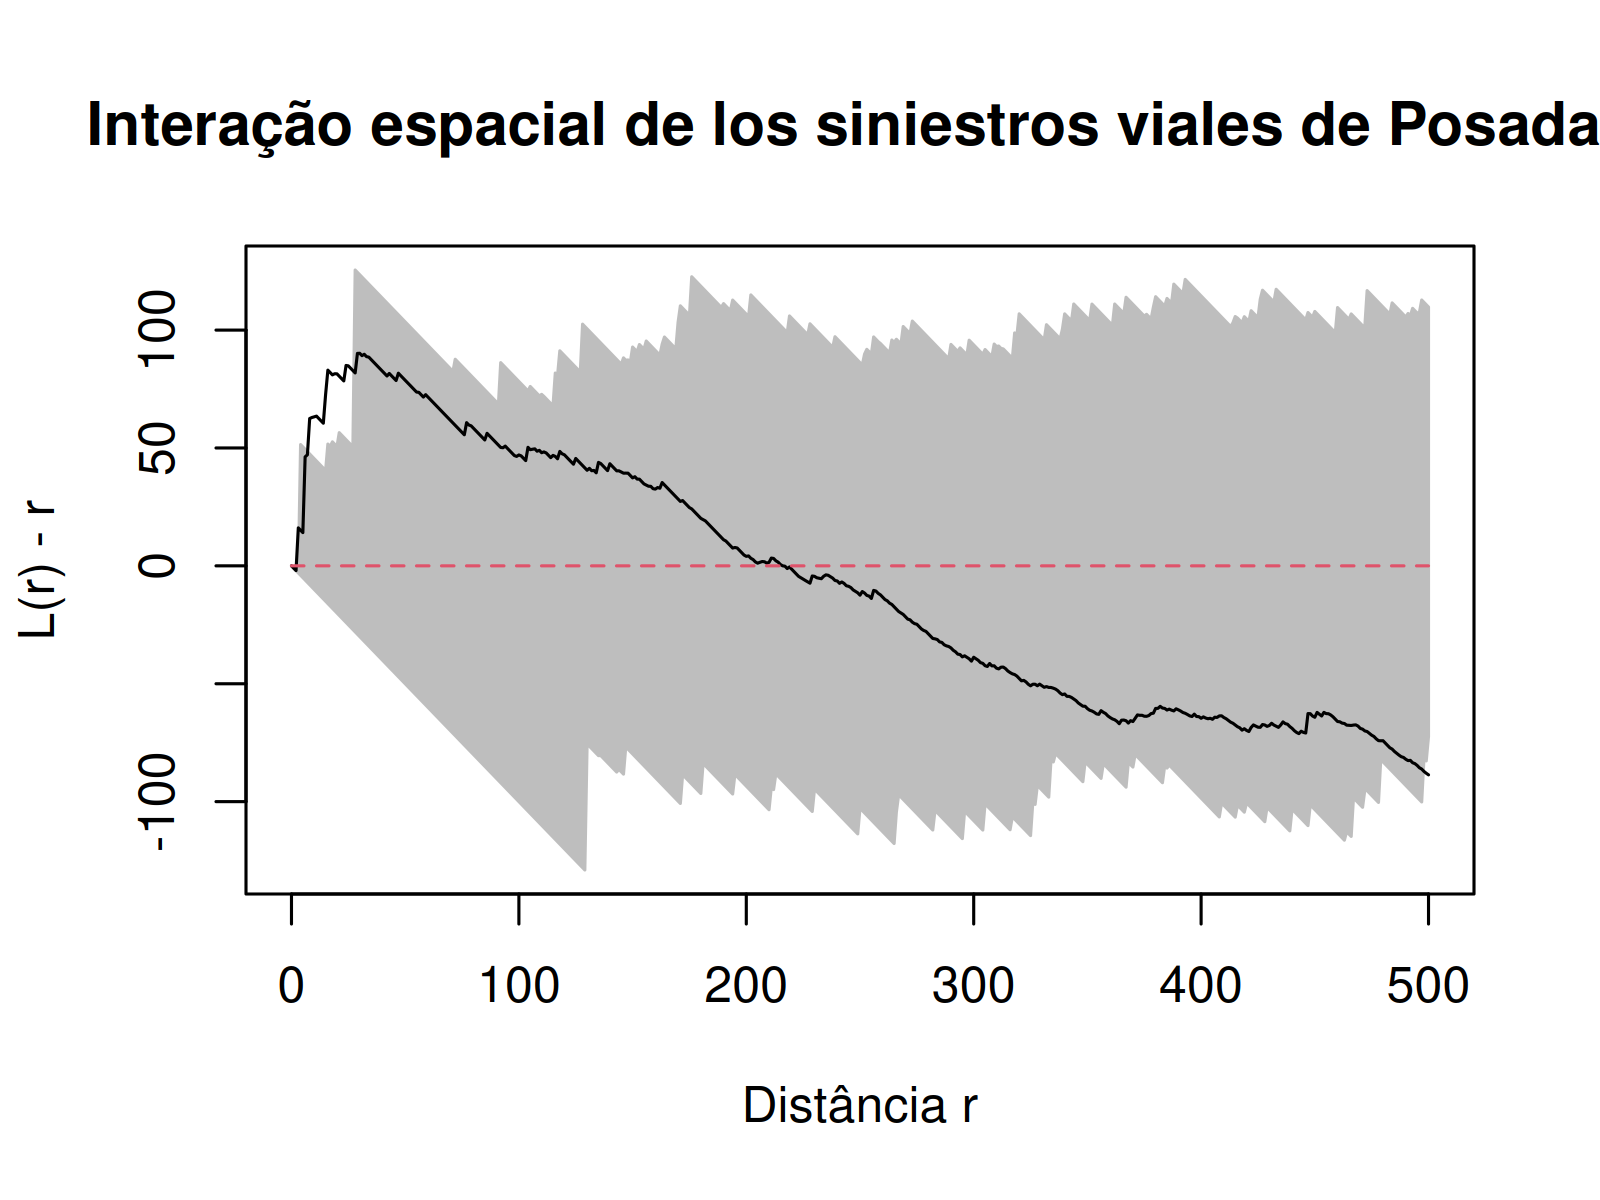 Interação espacial de los siniestros viales de Posada
L(r) - r
100
50
0
-100
0 100 200 300 400 500
Distância r